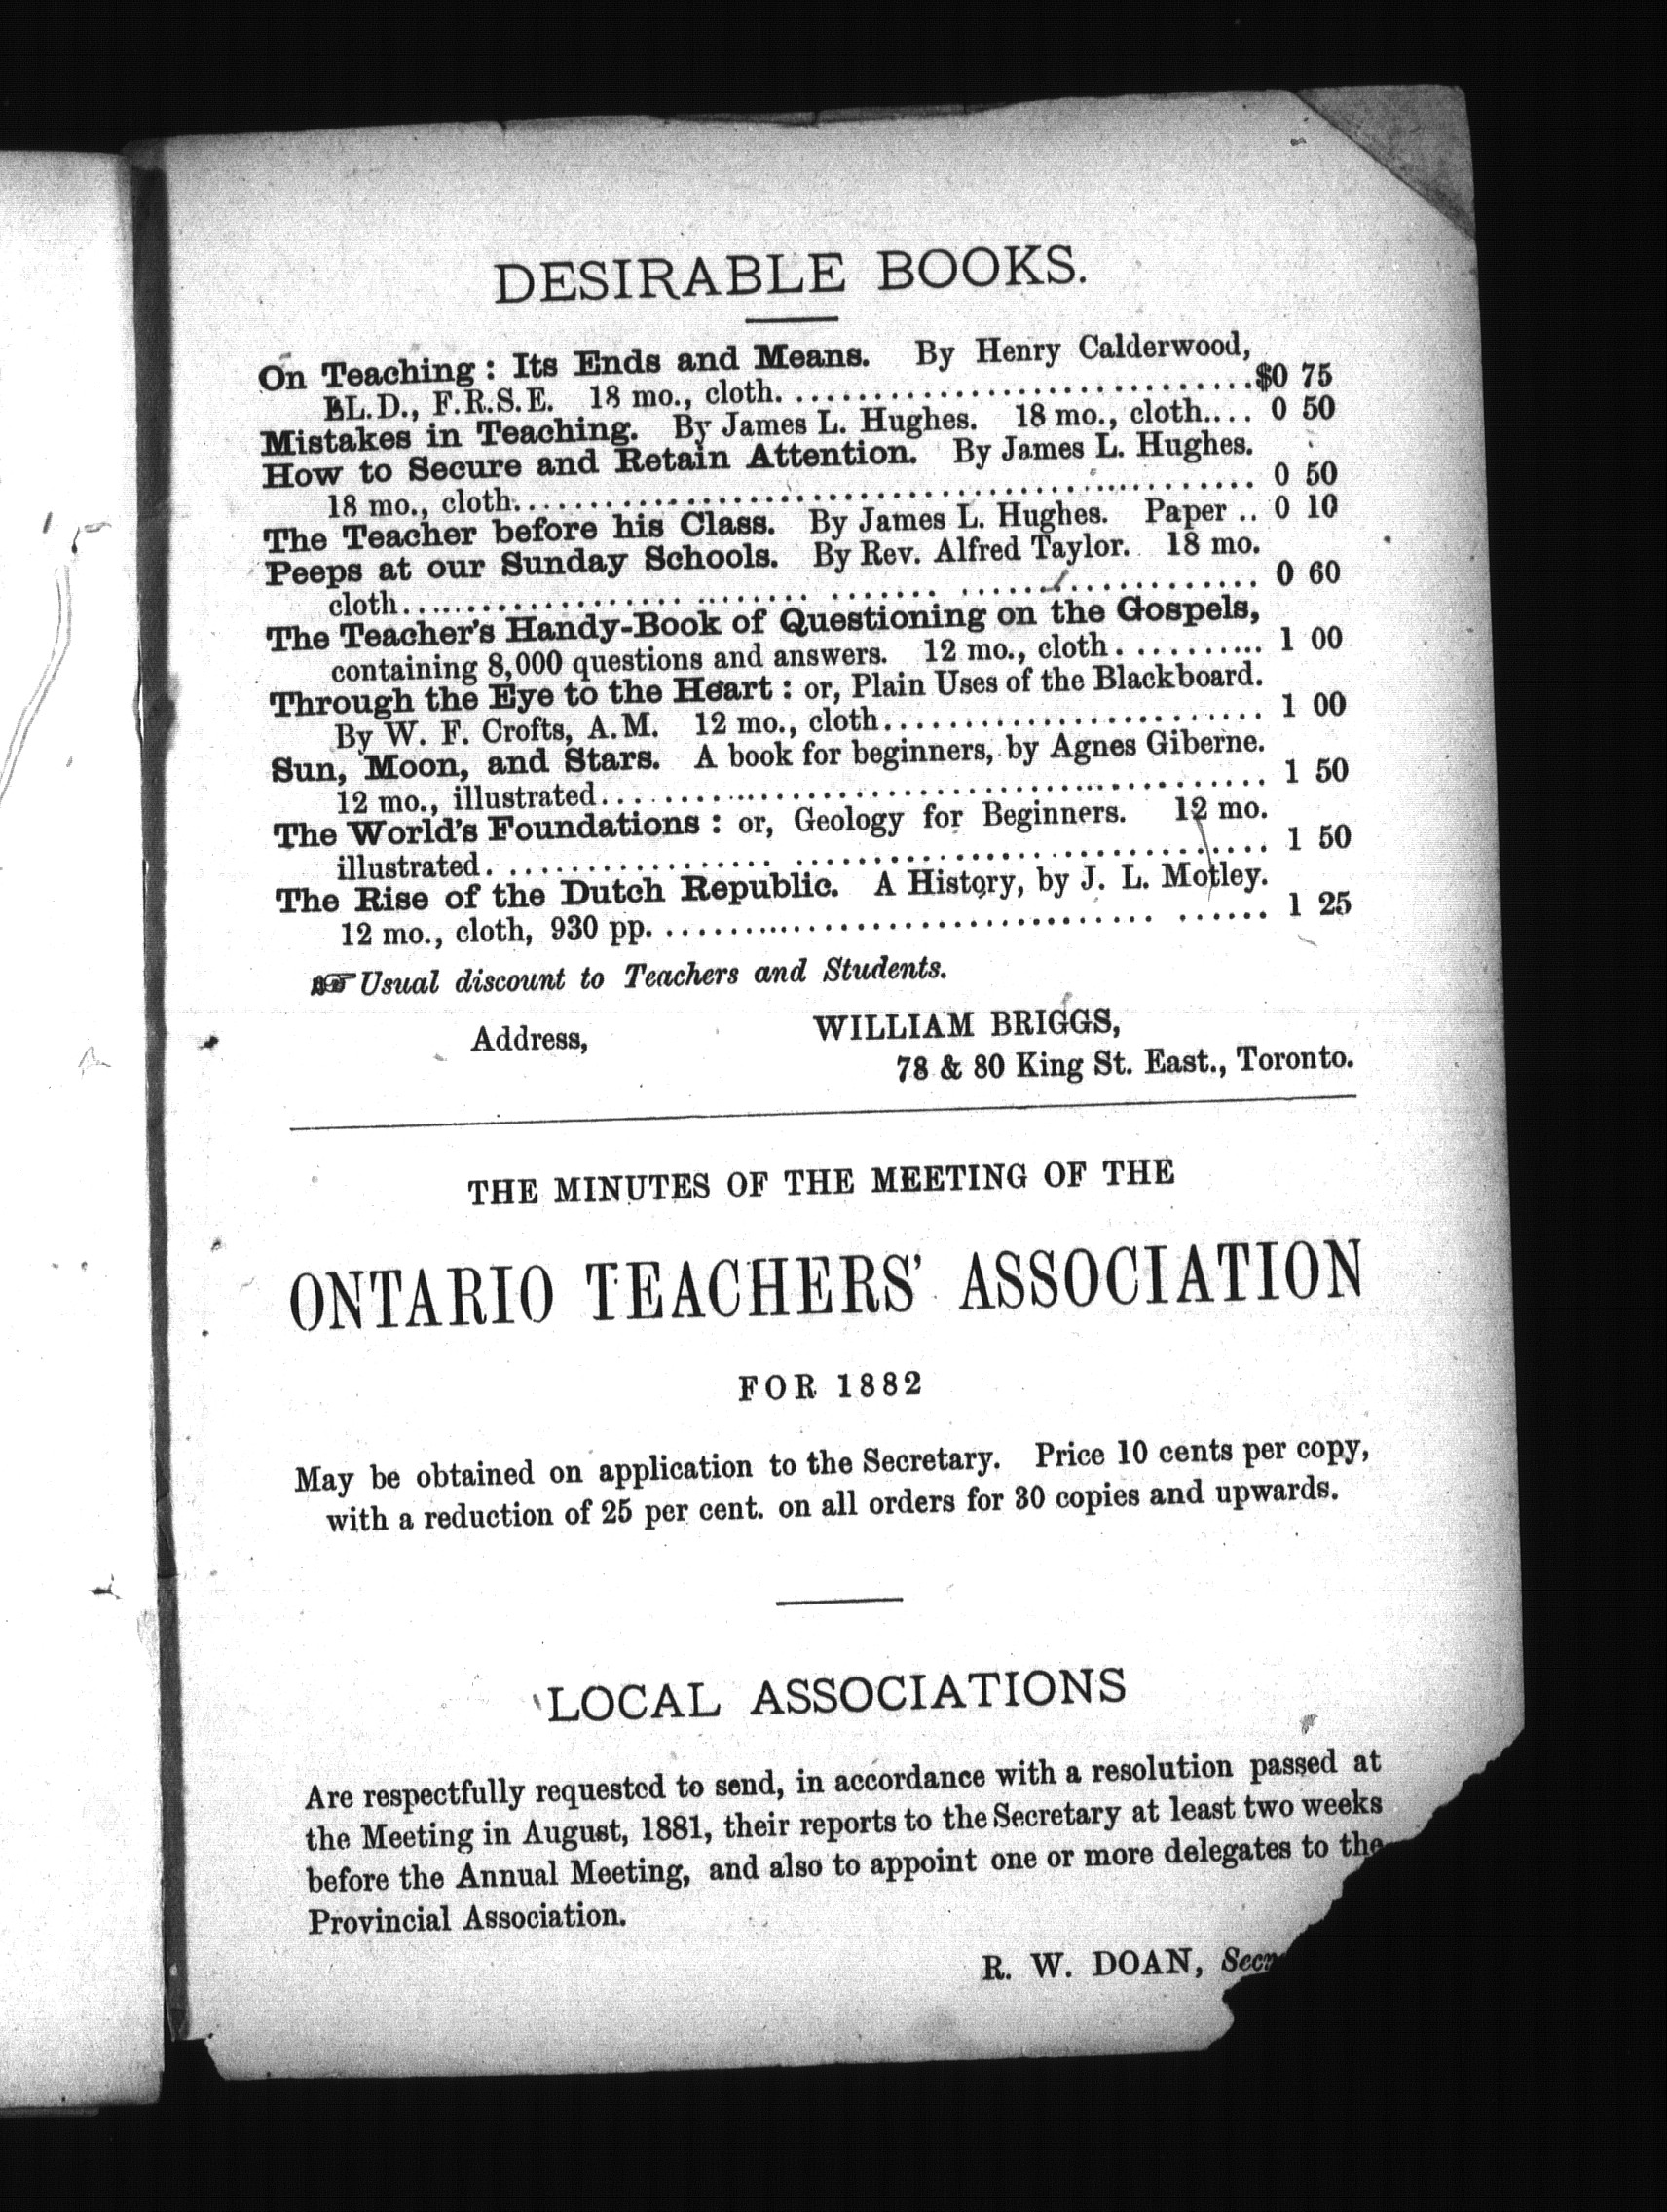 DESIRABLE BOOKS.
On Teaching: Its Ends and Means. By Henry Calderwood,
LL.D., F.R.S.E. 18 mo., cloth. ..............................$0 75
Mistakes in Teaching. By James L. Hughes. 18 mo., cloth.... 0 50
How to Secure and Retain Attention. By James L. Hughes.
18 mo., cloth.............................................. 0 50
The Teacher before his Class. By James L. Hughes. Paper .. 0 10
Peeps at our Sunday Schools. By Rev. Alfred Taylor. 18 mo.
cloth...................................................... 0 60
The Teacher's Handy-Book of Questioning on the Gospels,
containing 8,000 questions and answers. 12 mo., cloth.......... 1 00
Through the Eye to the Heart: or, Plain Uses of the Blackboard.
By W. F. Crofts, A.M. 12 mo., cloth........................ 1 00
Sun, Moon, and Stars. A book for beginners, by Agnes Giberne.
12 mo., illustrated........................................ 1 50
The World's Foundations: or, Geology for Beginners. 12 mo.
illustrated................................................ 1 50
The Rise of the Dutch Republic. A History, by J. L. Motley.
12 mo., cloth, 930 pp. .................................... 1 25
☞ Usual discount to Teachers and Students.
Address, WILLIAM BRIGGS,
78 & 80 King St. East., Toronto.
THE MINUTES OF THE MEETING OF THE
ONTARIO TEACHERS' ASSOCIATION
FOR 1882
May be obtained on application to the Secretary. Price 10 cents per copy,
with a reduction of 25 per cent. on all orders for 30 copies and upwards.
LOCAL ASSOCIATIONS
Are respectfully requested to send, in accordance with a resolution passed at
the Meeting in August, 1881, their reports to the Secretary at least two weeks
before the Annual Meeting, and also to appoint one or more delegates to the
Provincial Association.
R. W. DOAN,